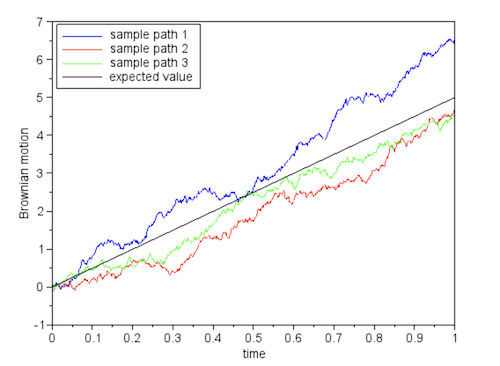 7
sample path 1
sample path 2
sample path 3
expected value
6
5
4
3
2
1
0
-1
Brownian motion
0 0.1 0.2 0.3 0.4 0.5 0.6 0.7 0.8 0.9 1
time